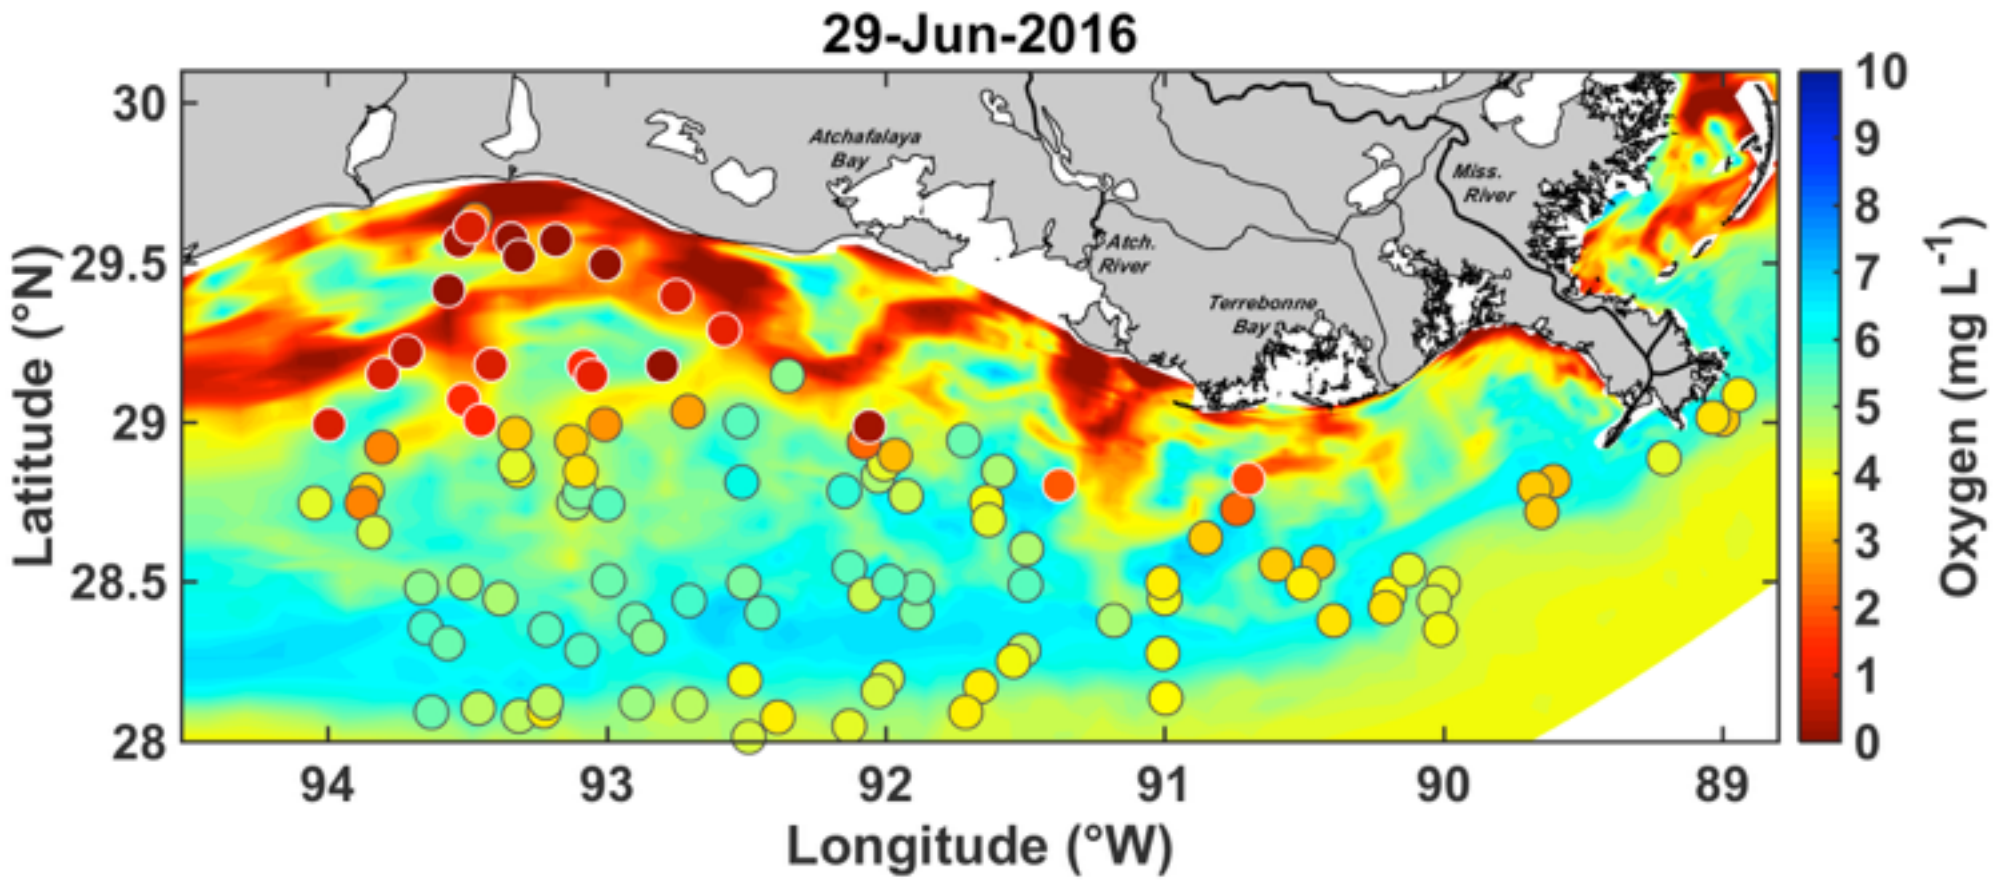 29-Jun-2016
30
29.5
29
28.5
28
Latitude (°N)
Atchafalaya
Bay
Atch.
River
Terrebonne
Bay
Miss.
River
94
93
92
91
90
89
Longitude (°W)
10
9
8
7
6
5
4
3
2
1
0
Oxygen (mg L⁻¹)